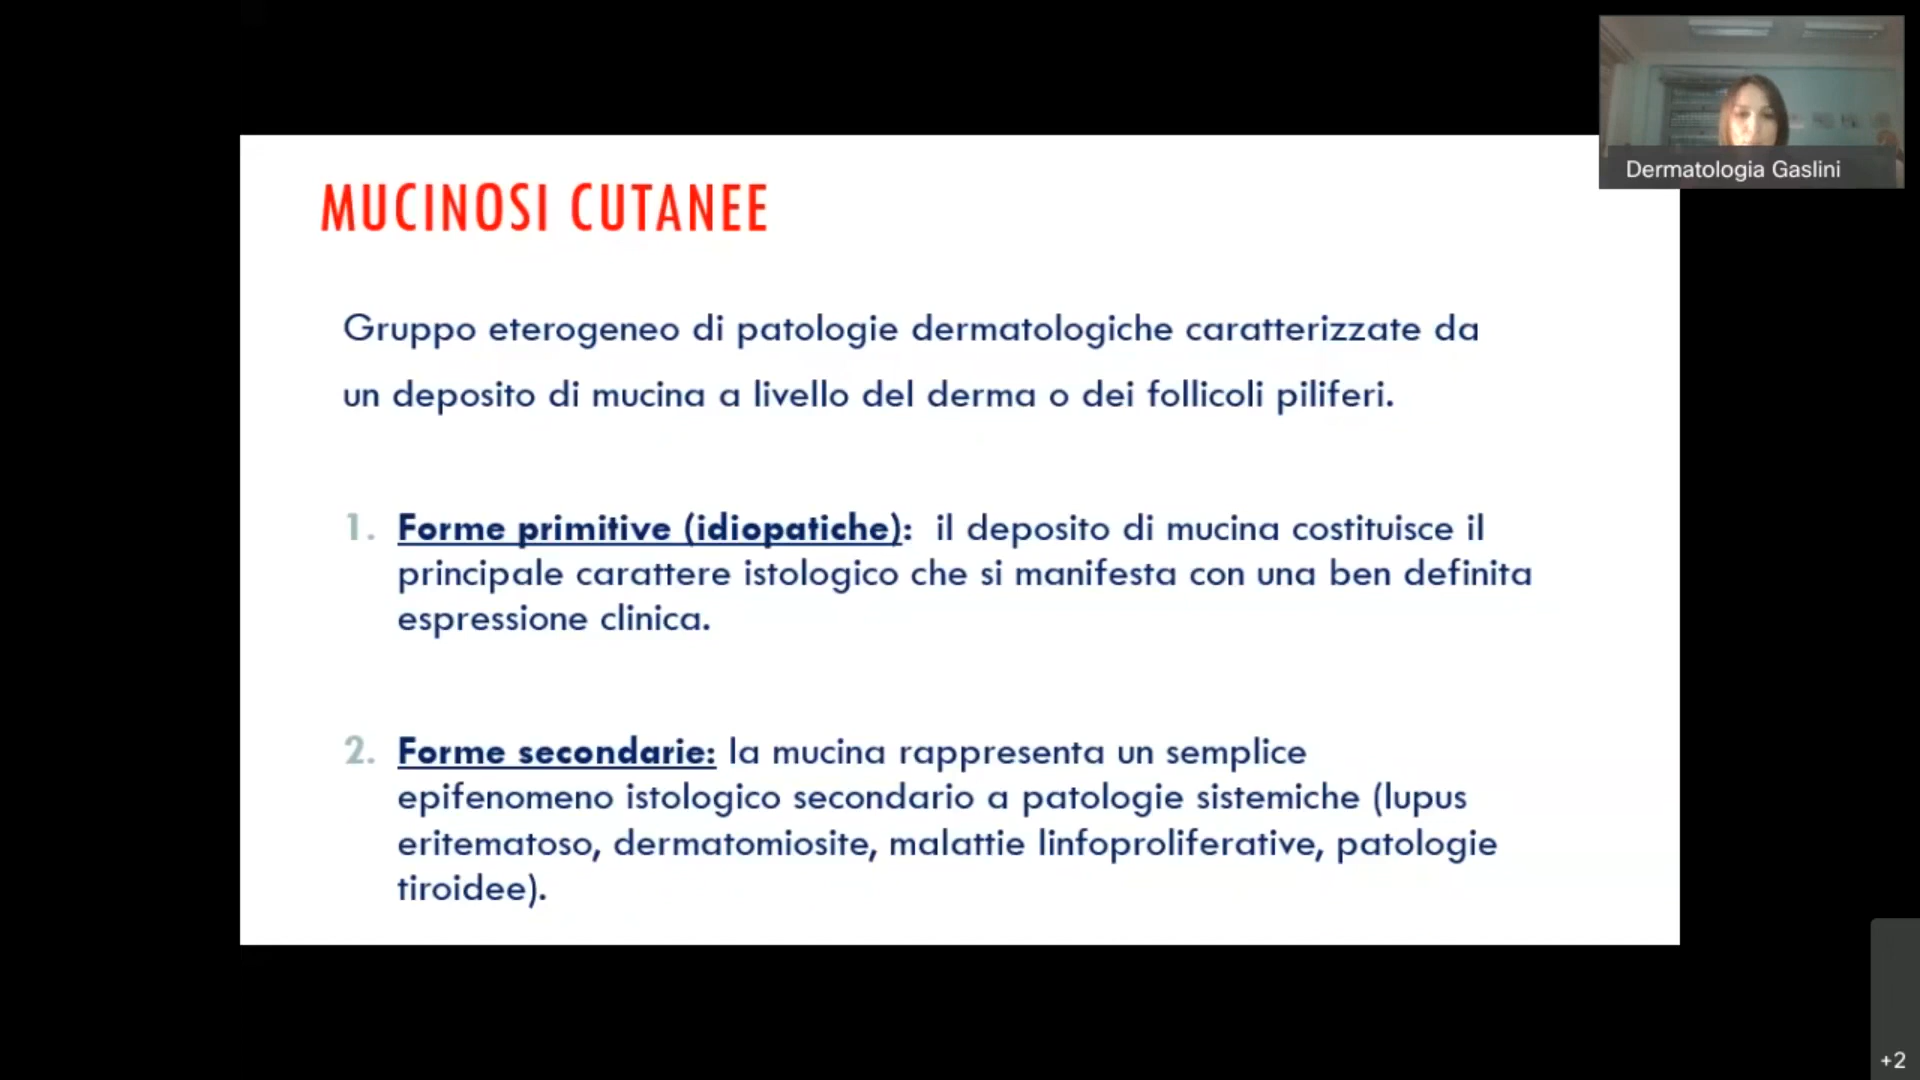 MUCINOSI CUTANEE
Gruppo eterogeneo di patologie dermatologiche caratterizzate da
un deposito di mucina a livello del derma o dei follicoli piliferi.
1. Forme primitive (idiopatiche): il deposito di mucina costituisce il
principale carattere istologico che si manifesta con una ben definita
espressione clinica.
2. Forme secondarie: la mucina rappresenta un semplice
epifenomeno istologico secondario a patologie sistemiche (lupus
eritematoso, dermatomiosite, malattie linfoproliferative, patologie
tiroidee).
Dermatologia Gaslini
+2